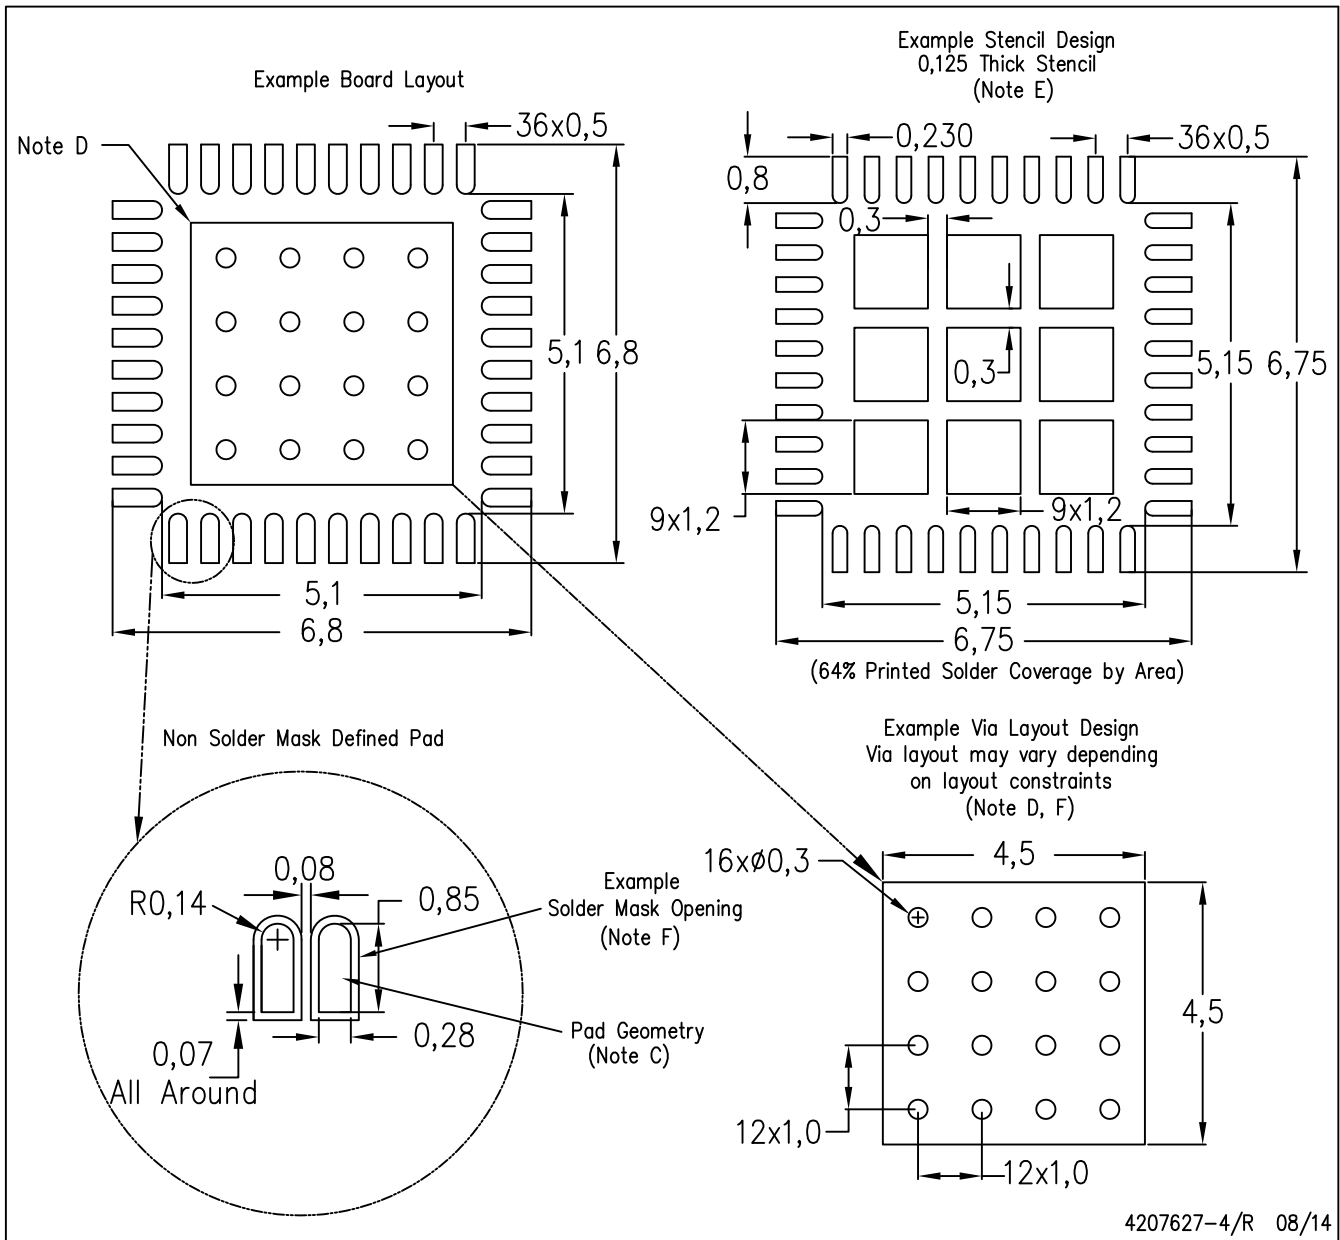 Example Board Layout
Note D
36x0,5
5,1
6,8
5,1
6,8
Example Stencil Design
0,125 Thick Stencil
(Note E)
0,230
36x0,5
0,8
0,3
0,3
5,15
6,75
9x1,2
9x1,2
5,15
6,75
(64% Printed Solder Coverage by Area)
Non Solder Mask Defined Pad
0,08
R0,14
0,85
Example
Solder Mask Opening
(Note F)
0,07
All Around
0,28
Pad Geometry
(Note C)
Example Via Layout Design
Via layout may vary depending
on layout constraints
(Note D, F)
16xø0,3
4,5
4,5
12x1,0
12x1,0
4207627-4/R 08/14